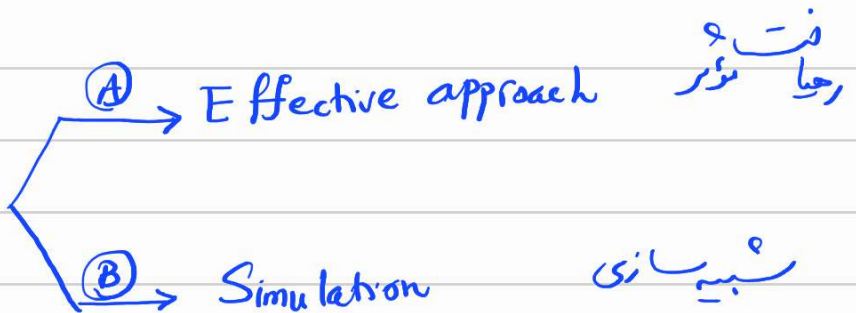 A → Effective approach رهیافت مؤثر
B → Simulation شبیه سازی